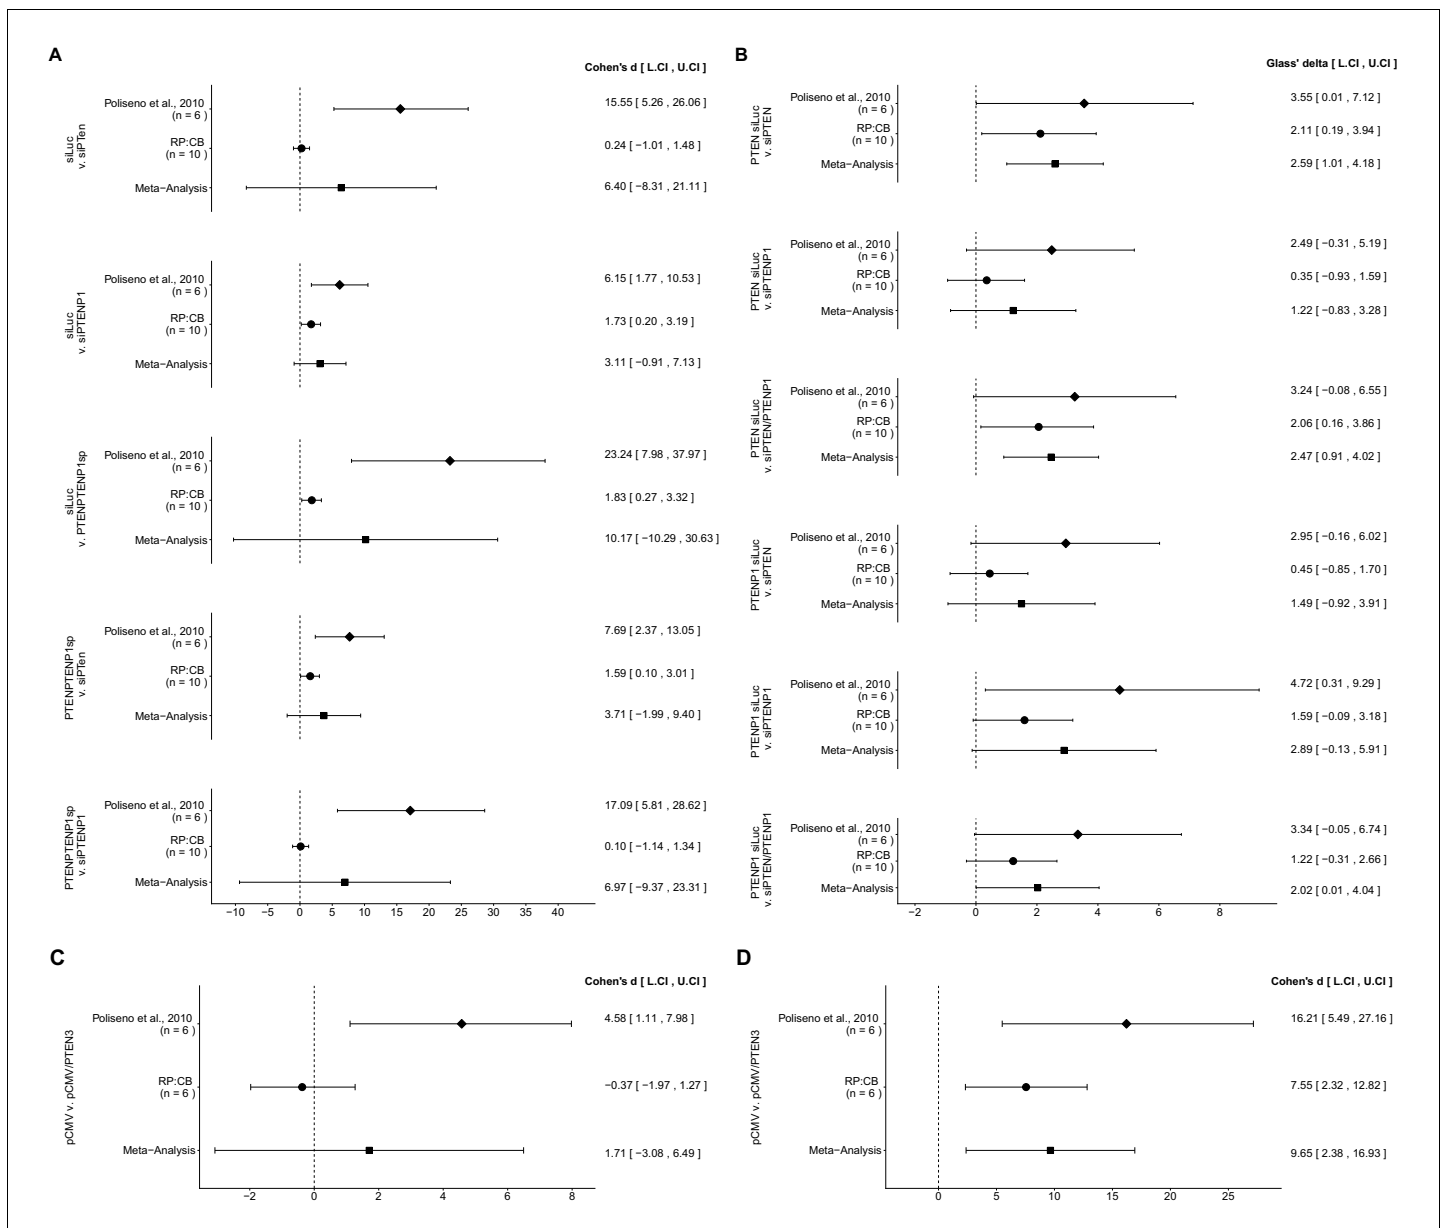 A
Cohen's d [ L.CI , U.CI ]
siLuc
v. siPTen
Poliseno et al., 2010
(n = 6 )
15.55 [ 5.26 , 26.06 ]
RP:CB
(n = 10 )
0.24 [ −1.01 , 1.48 ]
Meta−Analysis
6.40 [ −8.31 , 21.11 ]
siLuc
v. siPTENP1
Poliseno et al., 2010
(n = 6 )
6.15 [ 1.77 , 10.53 ]
RP:CB
(n = 10 )
1.73 [ 0.20 , 3.19 ]
Meta−Analysis
3.11 [ −0.91 , 7.13 ]
siLuc
v. PTENPTENP1sp
Poliseno et al., 2010
(n = 6 )
23.24 [ 7.98 , 37.97 ]
RP:CB
(n = 10 )
1.83 [ 0.27 , 3.32 ]
Meta−Analysis
10.17 [ −10.29 , 30.63 ]
PTENPTENP1sp
v. siPTen
Poliseno et al., 2010
(n = 6 )
7.69 [ 2.37 , 13.05 ]
RP:CB
(n = 10 )
1.59 [ 0.10 , 3.01 ]
Meta−Analysis
3.71 [ −1.99 , 9.40 ]
PTENPTENP1sp
v. siPTENP1
Poliseno et al., 2010
(n = 6 )
17.09 [ 5.81 , 28.62 ]
RP:CB
(n = 10 )
0.10 [ −1.14 , 1.34 ]
Meta−Analysis
6.97 [ −9.37 , 23.31 ]
−10 −5 0 5 10 15 20 25 30 35 40
B
Glass' delta [ L.CI , U.CI ]
PTEN siLuc
v. siPTEN
Poliseno et al., 2010
(n = 6 )
3.55 [ 0.01 , 7.12 ]
RP:CB
(n = 10 )
2.11 [ 0.19 , 3.94 ]
Meta−Analysis
2.59 [ 1.01 , 4.18 ]
PTEN siLuc
v. siPTENP1
Poliseno et al., 2010
(n = 6 )
2.49 [ −0.31 , 5.19 ]
RP:CB
(n = 10 )
0.35 [ −0.93 , 1.59 ]
Meta−Analysis
1.22 [ −0.83 , 3.28 ]
PTEN siLuc
v. siPTEN/PTENP1
Poliseno et al., 2010
(n = 6 )
3.24 [ −0.08 , 6.55 ]
RP:CB
(n = 10 )
2.06 [ 0.16 , 3.86 ]
Meta−Analysis
2.47 [ 0.91 , 4.02 ]
PTENP1 siLuc
v. siPTEN
Poliseno et al., 2010
(n = 6 )
2.95 [ −0.16 , 6.02 ]
RP:CB
(n = 10 )
0.45 [ −0.85 , 1.70 ]
Meta−Analysis
1.49 [ −0.92 , 3.91 ]
PTENP1 siLuc
v. siPTENP1
Poliseno et al., 2010
(n = 6 )
4.72 [ 0.31 , 9.29 ]
RP:CB
(n = 10 )
1.59 [ −0.09 , 3.18 ]
Meta−Analysis
2.89 [ −0.13 , 5.91 ]
PTENP1 siLuc
v. siPTEN/PTENP1
Poliseno et al., 2010
(n = 6 )
3.34 [ −0.05 , 6.74 ]
RP:CB
(n = 10 )
1.22 [ −0.31 , 2.66 ]
Meta−Analysis
2.02 [ 0.01 , 4.04 ]
−2 0 2 4 6 8
C
Cohen's d [ L.CI , U.CI ]
pCMV v. pCMV/PTEN3
Poliseno et al., 2010
(n = 6 )
4.58 [ 1.11 , 7.98 ]
RP:CB
(n = 6 )
−0.37 [ −1.97 , 1.27 ]
Meta−Analysis
1.71 [ −3.08 , 6.49 ]
−2 0 2 4 6 8
D
Cohen's d [ L.CI , U.CI ]
pCMV v. pCMV/PTEN3
Poliseno et al., 2010
(n = 6 )
16.21 [ 5.49 , 27.16 ]
RP:CB
(n = 6 )
7.55 [ 2.32 , 12.82 ]
Meta−Analysis
9.65 [ 2.38 , 16.93 ]
0 5 10 15 20 25